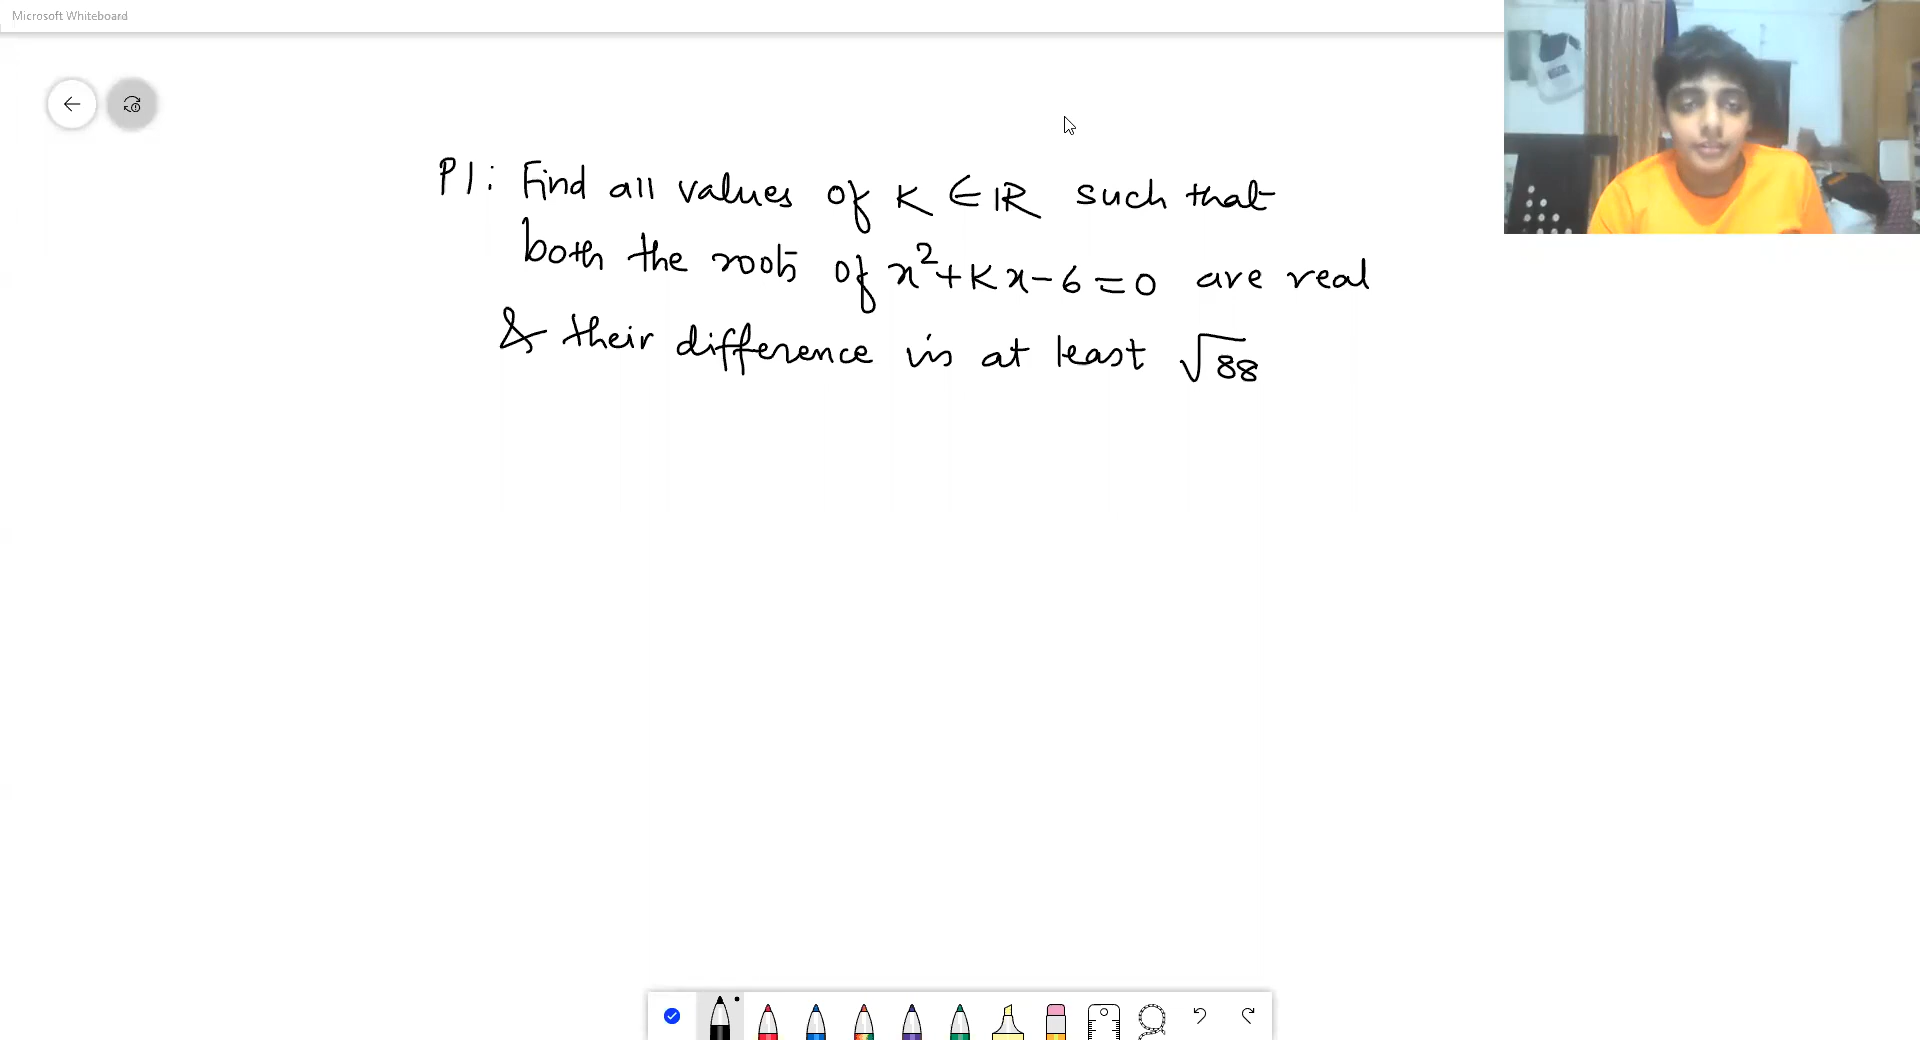 Microsoft Whiteboard
P1: Find all values of K ∈ ℝ such that
both the roots of x²+Kx-6=0 are real
& their difference is at least √88